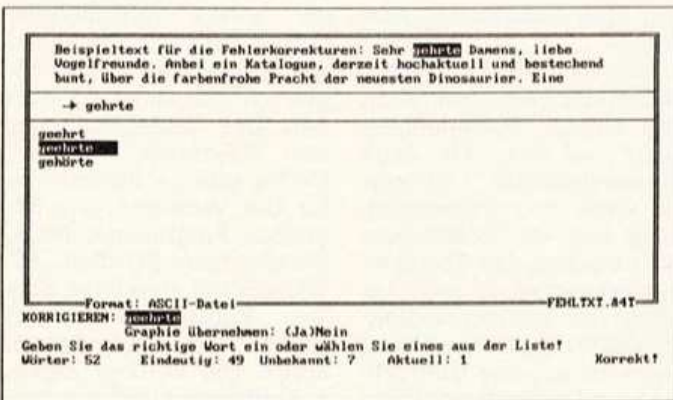 Beispieltext für die Fehlerkorrekturen: Sehr gehrte Damens, liebe
Vogelfreunde. Anbei ein Katalogue, derzeit hochaktuell und bestechend
bunt, über die farbenfrohe Pracht der neuesten Dinosaurier. Eine
→ gehrte
geehrt
geehrte
gehörte
Format: ASCII-Datei FEHLTXT.A4T
KORRIGIEREN: geehrte
Graphie übernehmen: (Ja)Nein
Geben Sie das richtige Wort ein oder wählen Sie eines aus der Liste!
Wörter: 52 Eindeutig: 49 Unbekannt: 7 Aktuell: 1 Korrekt!